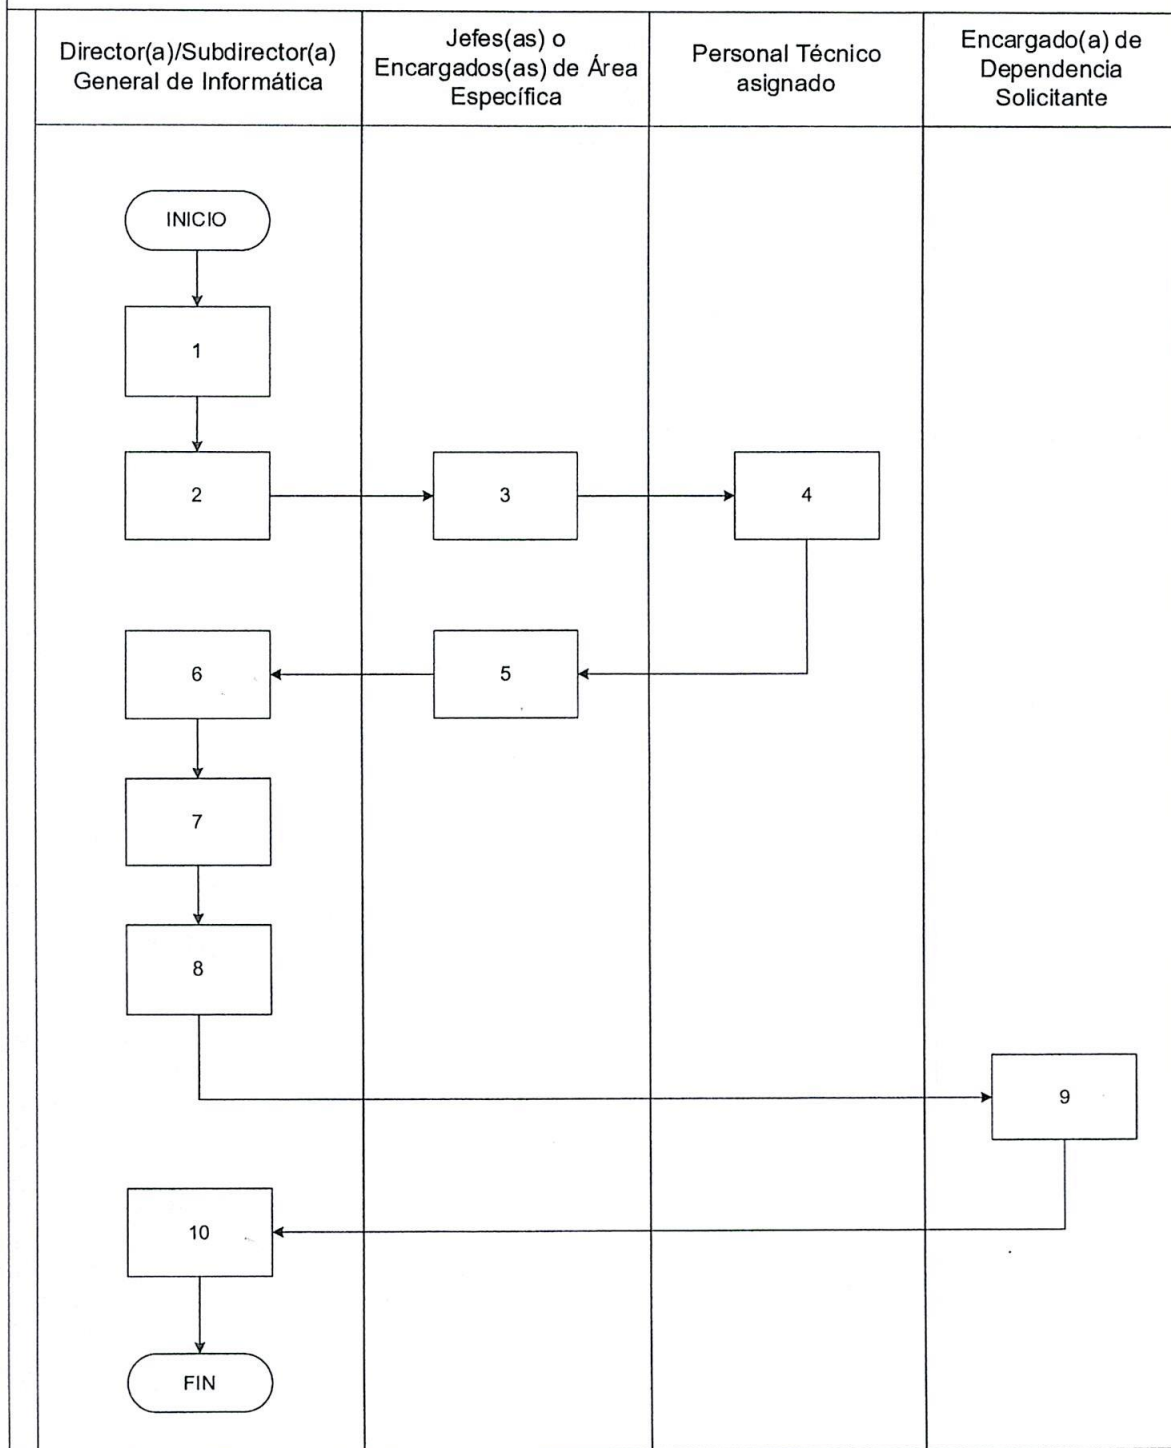 Director(a)/Subdirector(a)
General de Informática
Jefes(as) o
Encargados(as) de Área
Específica
Personal Técnico
asignado
Encargado(a) de
Dependencia
Solicitante
INICIO
1
2
3
4
6
5
7
8
9
10
FIN